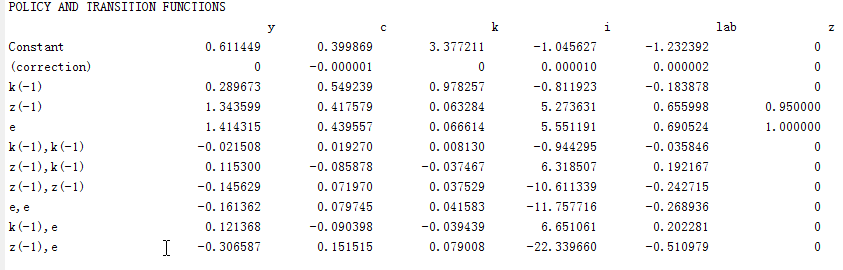 POLICY AND TRANSITION FUNCTIONS
y c k i lab z
Constant 0.611449 0.399869 3.377211 -1.045627 -1.232392 0
(correction) 0 -0.000001 0 0.000010 0.000002 0
k(-1) 0.289673 0.549239 0.978257 -0.811923 -0.183878 0
z(-1) 1.343599 0.417579 0.063284 5.273631 0.655998 0.950000
e 1.414315 0.439557 0.066614 5.551191 0.690524 1.000000
k(-1),k(-1) -0.021508 0.019270 0.008130 -0.944295 -0.035846 0
z(-1),k(-1) 0.115300 -0.085878 -0.037467 6.318507 0.192167 0
z(-1),z(-1) -0.145629 0.071970 0.037529 -10.611339 -0.242715 0
e,e -0.161362 0.079745 0.041583 -11.757716 -0.268936 0
k(-1),e 0.121368 -0.090398 -0.039439 6.651061 0.202281 0
z(-1),e -0.306587 0.151515 0.079008 -22.339660 -0.510979 0